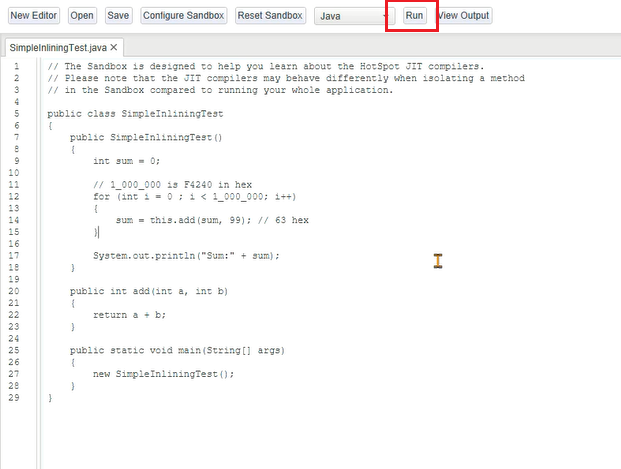 New Editor Open Save Configure Sandbox Reset Sandbox Java Run View Output
SimpleInliningTest.java
1 // The Sandbox is designed to help you learn about the HotSpot JIT compilers.
2 // Please note that the JIT compilers may behave differently when isolating a method
3 // in the Sandbox compared to running your whole application.
4
5 public class SimpleInliningTest
6 {
7 public SimpleInliningTest()
8 {
9 int sum = 0;
10
11 // 1_000_000 is F4240 in hex
12 for (int i = 0 ; i < 1_000_000; i++)
13 {
14 sum = this.add(sum, 99); // 63 hex
15 }
16
17 System.out.println("Sum:" + sum);
18 }
19
20 public int add(int a, int b)
21 {
22 return a + b;
23 }
24
25 public static void main(String[] args)
26 {
27 new SimpleInliningTest();
28 }
29 }